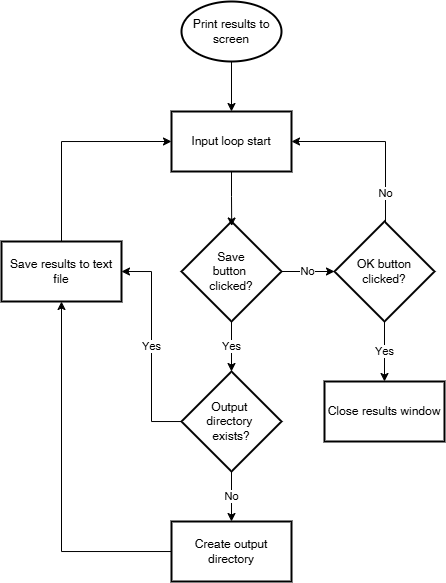 Print results to
screen
Input loop start
No
Save results to text
file
Save
button
clicked?
No
OK button
clicked?
Yes
Yes
Yes
Output
directory
exists?
Close results window
No
Create output
directory